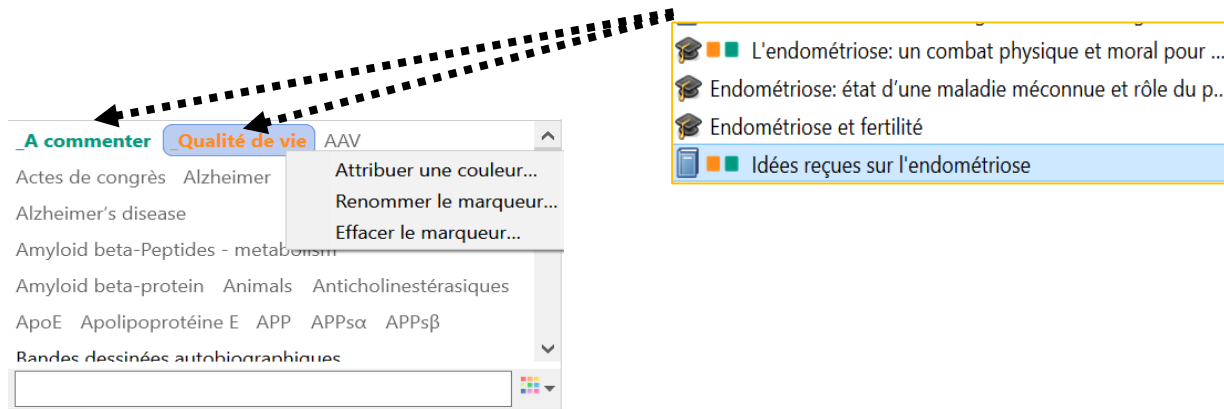 _A commenter _Qualité de vie AAV
Actes de congrès Alzheimer
Alzheimer's disease
Amyloid beta-Peptides - metabolism
Amyloid beta-protein Animals Anticholinestérasiques
ApoE Apolipoprotéine E APP APPsα APPsβ
Bandes dessinées autobiographiques
Attribuer une couleur...
Renommer le marqueur...
Effacer le marqueur...
L'endométriose: un combat physique et moral pour ...
Endométriose: état d’une maladie méconnue et rôle du p...
Endométriose et fertilité
Idées reçues sur l'endométriose